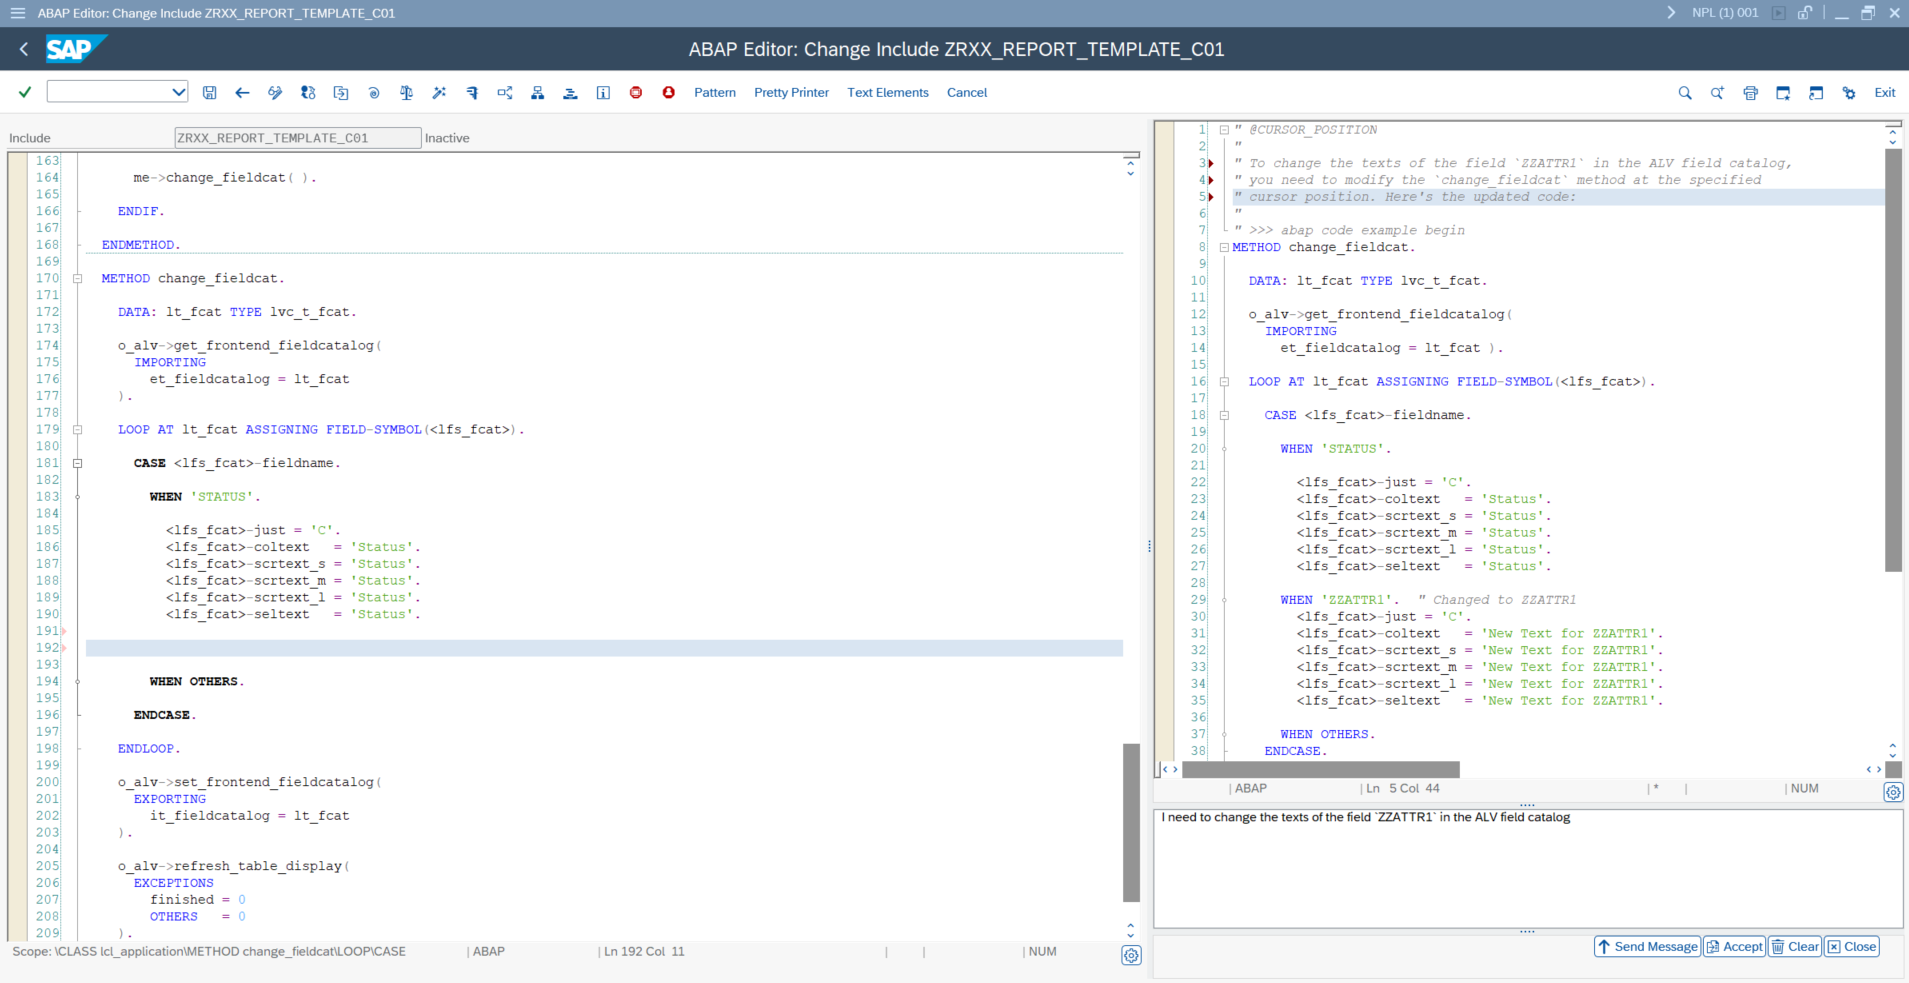 ABAP Editor: Change Include ZRXX_REPORT_TEMPLATE_C01
NPL (1) 001
SAP
ABAP Editor: Change Include ZRXX_REPORT_TEMPLATE_C01
Pattern Pretty Printer Text Elements Cancel
Exit
Include ZRXX_REPORT_TEMPLATE_C01 Inactive
163
164 me->change_fieldcat( ).
165
166 ENDIF.
167
168 ENDMETHOD.
169
170 METHOD change_fieldcat.
171
172 DATA: lt_fcat TYPE lvc_t_fcat.
173
174 o_alv->get_frontend_fieldcatalog(
175 IMPORTING
176 et_fieldcatalog = lt_fcat
177 ).
178
179 LOOP AT lt_fcat ASSIGNING FIELD-SYMBOL(<lfs_fcat>).
180
181 CASE <lfs_fcat>-fieldname.
182
183 WHEN 'STATUS'.
184
185 <lfs_fcat>-just = 'C'.
186 <lfs_fcat>-coltext   = 'Status'.
187 <lfs_fcat>-scrtext_s = 'Status'.
188 <lfs_fcat>-scrtext_m = 'Status'.
189 <lfs_fcat>-scrtext_l = 'Status'.
190 <lfs_fcat>-seltext   = 'Status'.
191
192
193
194 WHEN OTHERS.
195
196 ENDCASE.
197
198 ENDLOOP.
199
200 o_alv->set_frontend_fieldcatalog(
201 EXPORTING
202 it_fieldcatalog = lt_fcat
203 ).
204
205 o_alv->refresh_table_display(
206 EXCEPTIONS
207 finished = 0
208 OTHERS   = 0
209 ).
Scope: \CLASS lcl_application\METHOD change_fieldcat\LOOP\CASE | ABAP | Ln 192 Col 11 | | | NUM
1 " @CURSOR_POSITION
2 "
3 " To change the texts of the field `ZZATTR1` in the ALV field catalog,
4 " you need to modify the `change_fieldcat` method at the specified
5 " cursor position. Here's the updated code:
6 "
7 " >>> abap code example begin
8 METHOD change_fieldcat.
9
10 DATA: lt_fcat TYPE lvc_t_fcat.
11
12 o_alv->get_frontend_fieldcatalog(
13 IMPORTING
14 et_fieldcatalog = lt_fcat ).
15
16 LOOP AT lt_fcat ASSIGNING FIELD-SYMBOL(<lfs_fcat>).
17
18 CASE <lfs_fcat>-fieldname.
19
20 WHEN 'STATUS'.
21
22 <lfs_fcat>-just = 'C'.
23 <lfs_fcat>-coltext   = 'Status'.
24 <lfs_fcat>-scrtext_s = 'Status'.
25 <lfs_fcat>-scrtext_m = 'Status'.
26 <lfs_fcat>-scrtext_l = 'Status'.
27 <lfs_fcat>-seltext   = 'Status'.
28
29 WHEN 'ZZATTR1'.  " Changed to ZZATTR1
30 <lfs_fcat>-just = 'C'.
31 <lfs_fcat>-coltext   = 'New Text for ZZATTR1'.
32 <lfs_fcat>-scrtext_s = 'New Text for ZZATTR1'.
33 <lfs_fcat>-scrtext_m = 'New Text for ZZATTR1'.
34 <lfs_fcat>-scrtext_l = 'New Text for ZZATTR1'.
35 <lfs_fcat>-seltext   = 'New Text for ZZATTR1'.
36
37 WHEN OTHERS.
38 ENDCASE.
| ABAP | Ln 5 Col 44 | * | | NUM
I need to change the texts of the field `ZZATTR1` in the ALV field catalog
Send Message Accept Clear Close